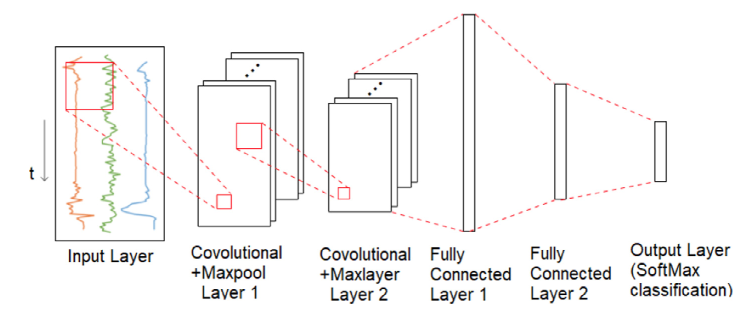 t
Input Layer
Covolutional
+Maxpool
Layer 1
Covolutional
+Maxlayer
Layer 2
Fully
Connected
Layer 1
Fully
Connected
Layer 2
Output Layer
(SoftMax
classification)